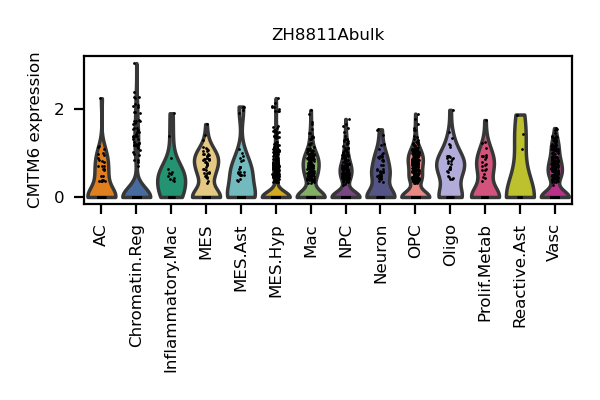 ZH8811Abulk
CMTM6 expression
2
0
AC
Chromatin.Reg
Inflammatory.Mac
MES
MES.Ast
MES.Hyp
Mac
NPC
Neuron
OPC
Oligo
Prolif.Metab
Reactive.Ast
Vasc